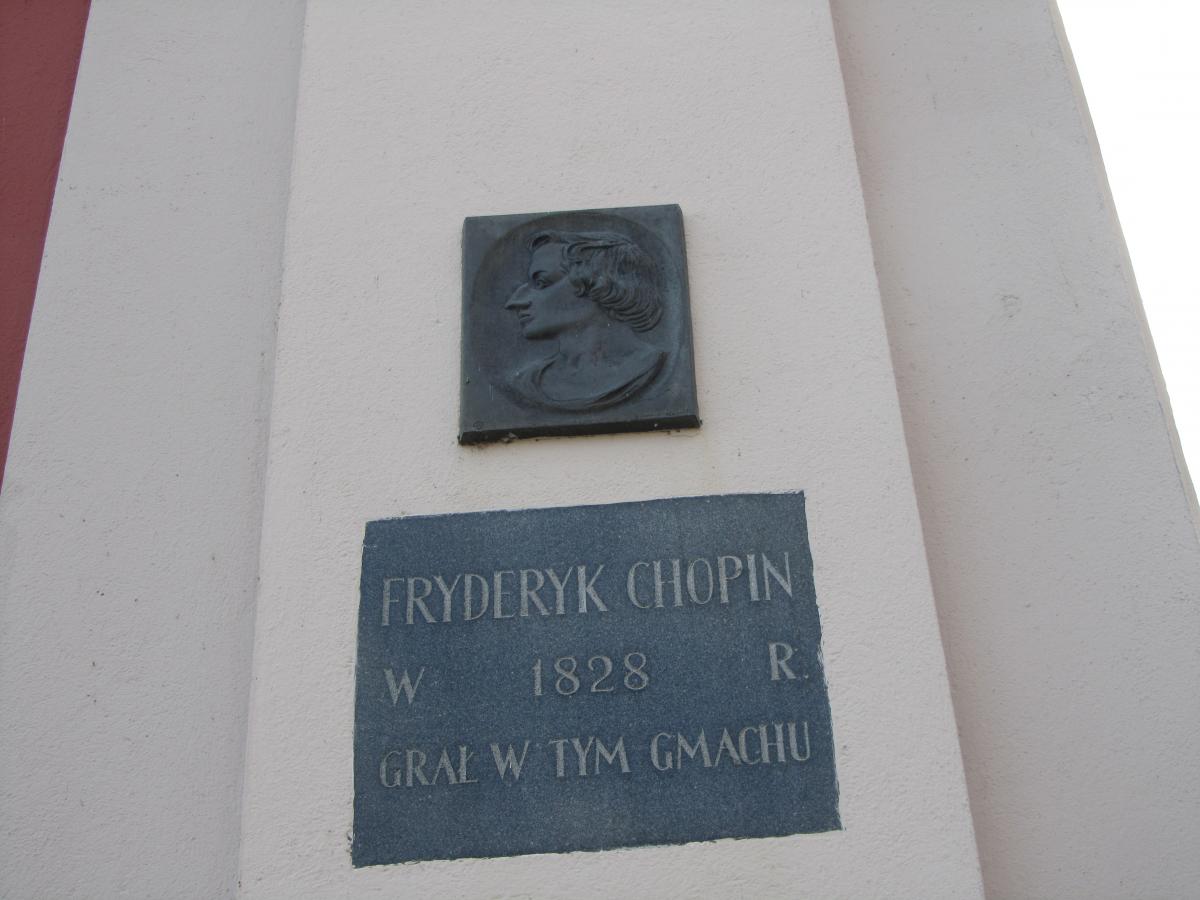 FRYDERYK CHOPIN
W 1828 R.
GRAŁ W TYM GMACHU